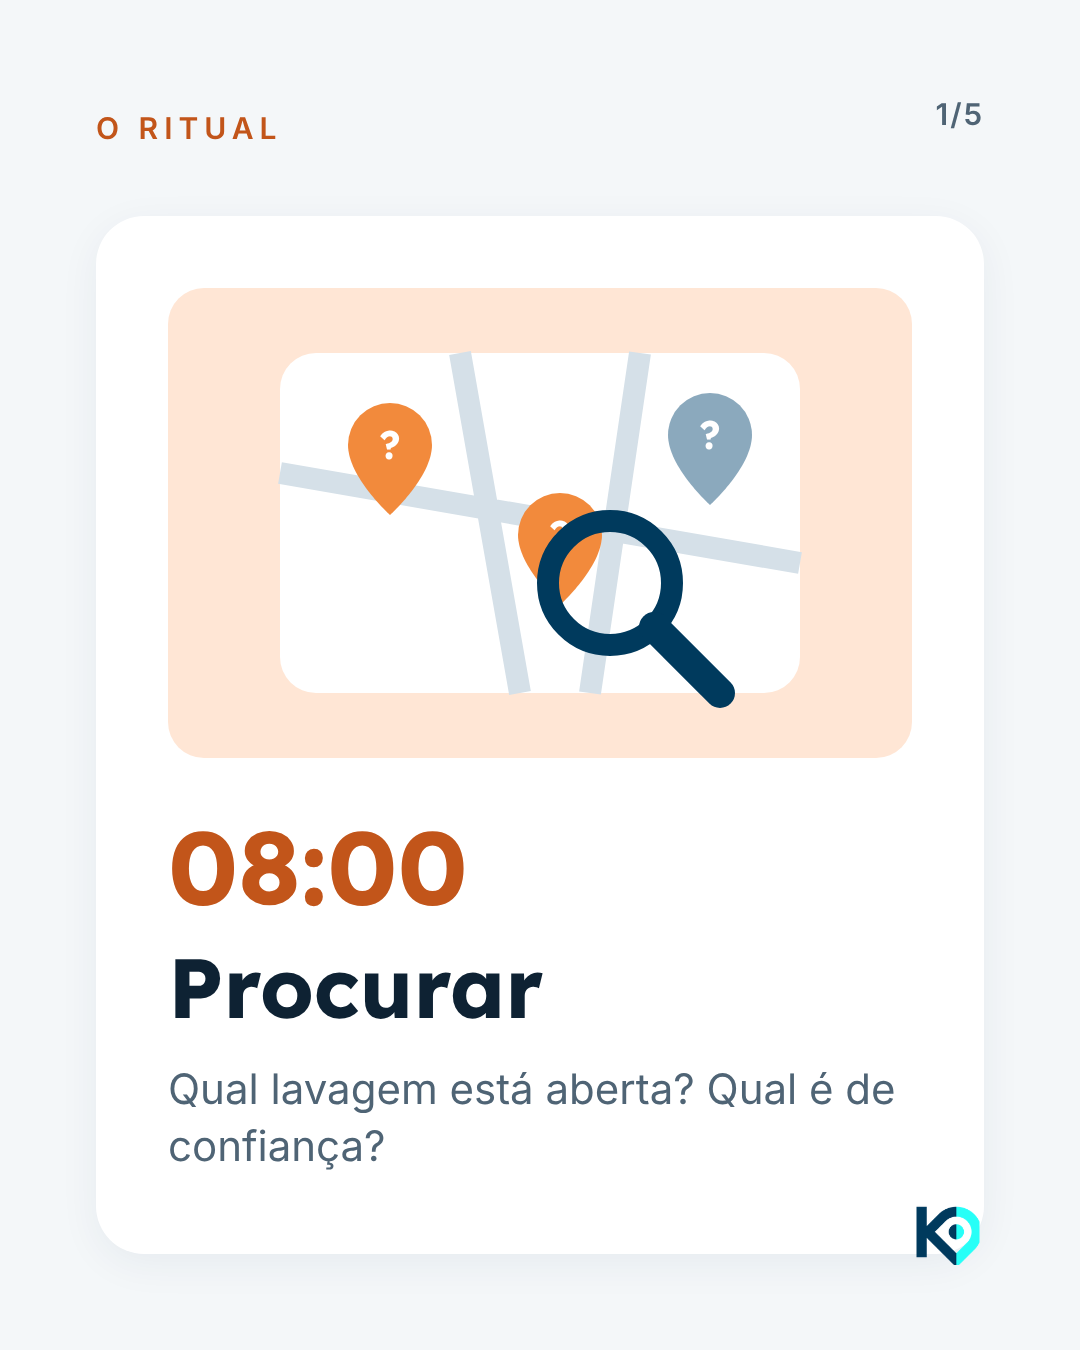 O RITUAL
1/5
?
?
?
08:00
Procurar
Qual lavagem está aberta? Qual é de
confiança?
K